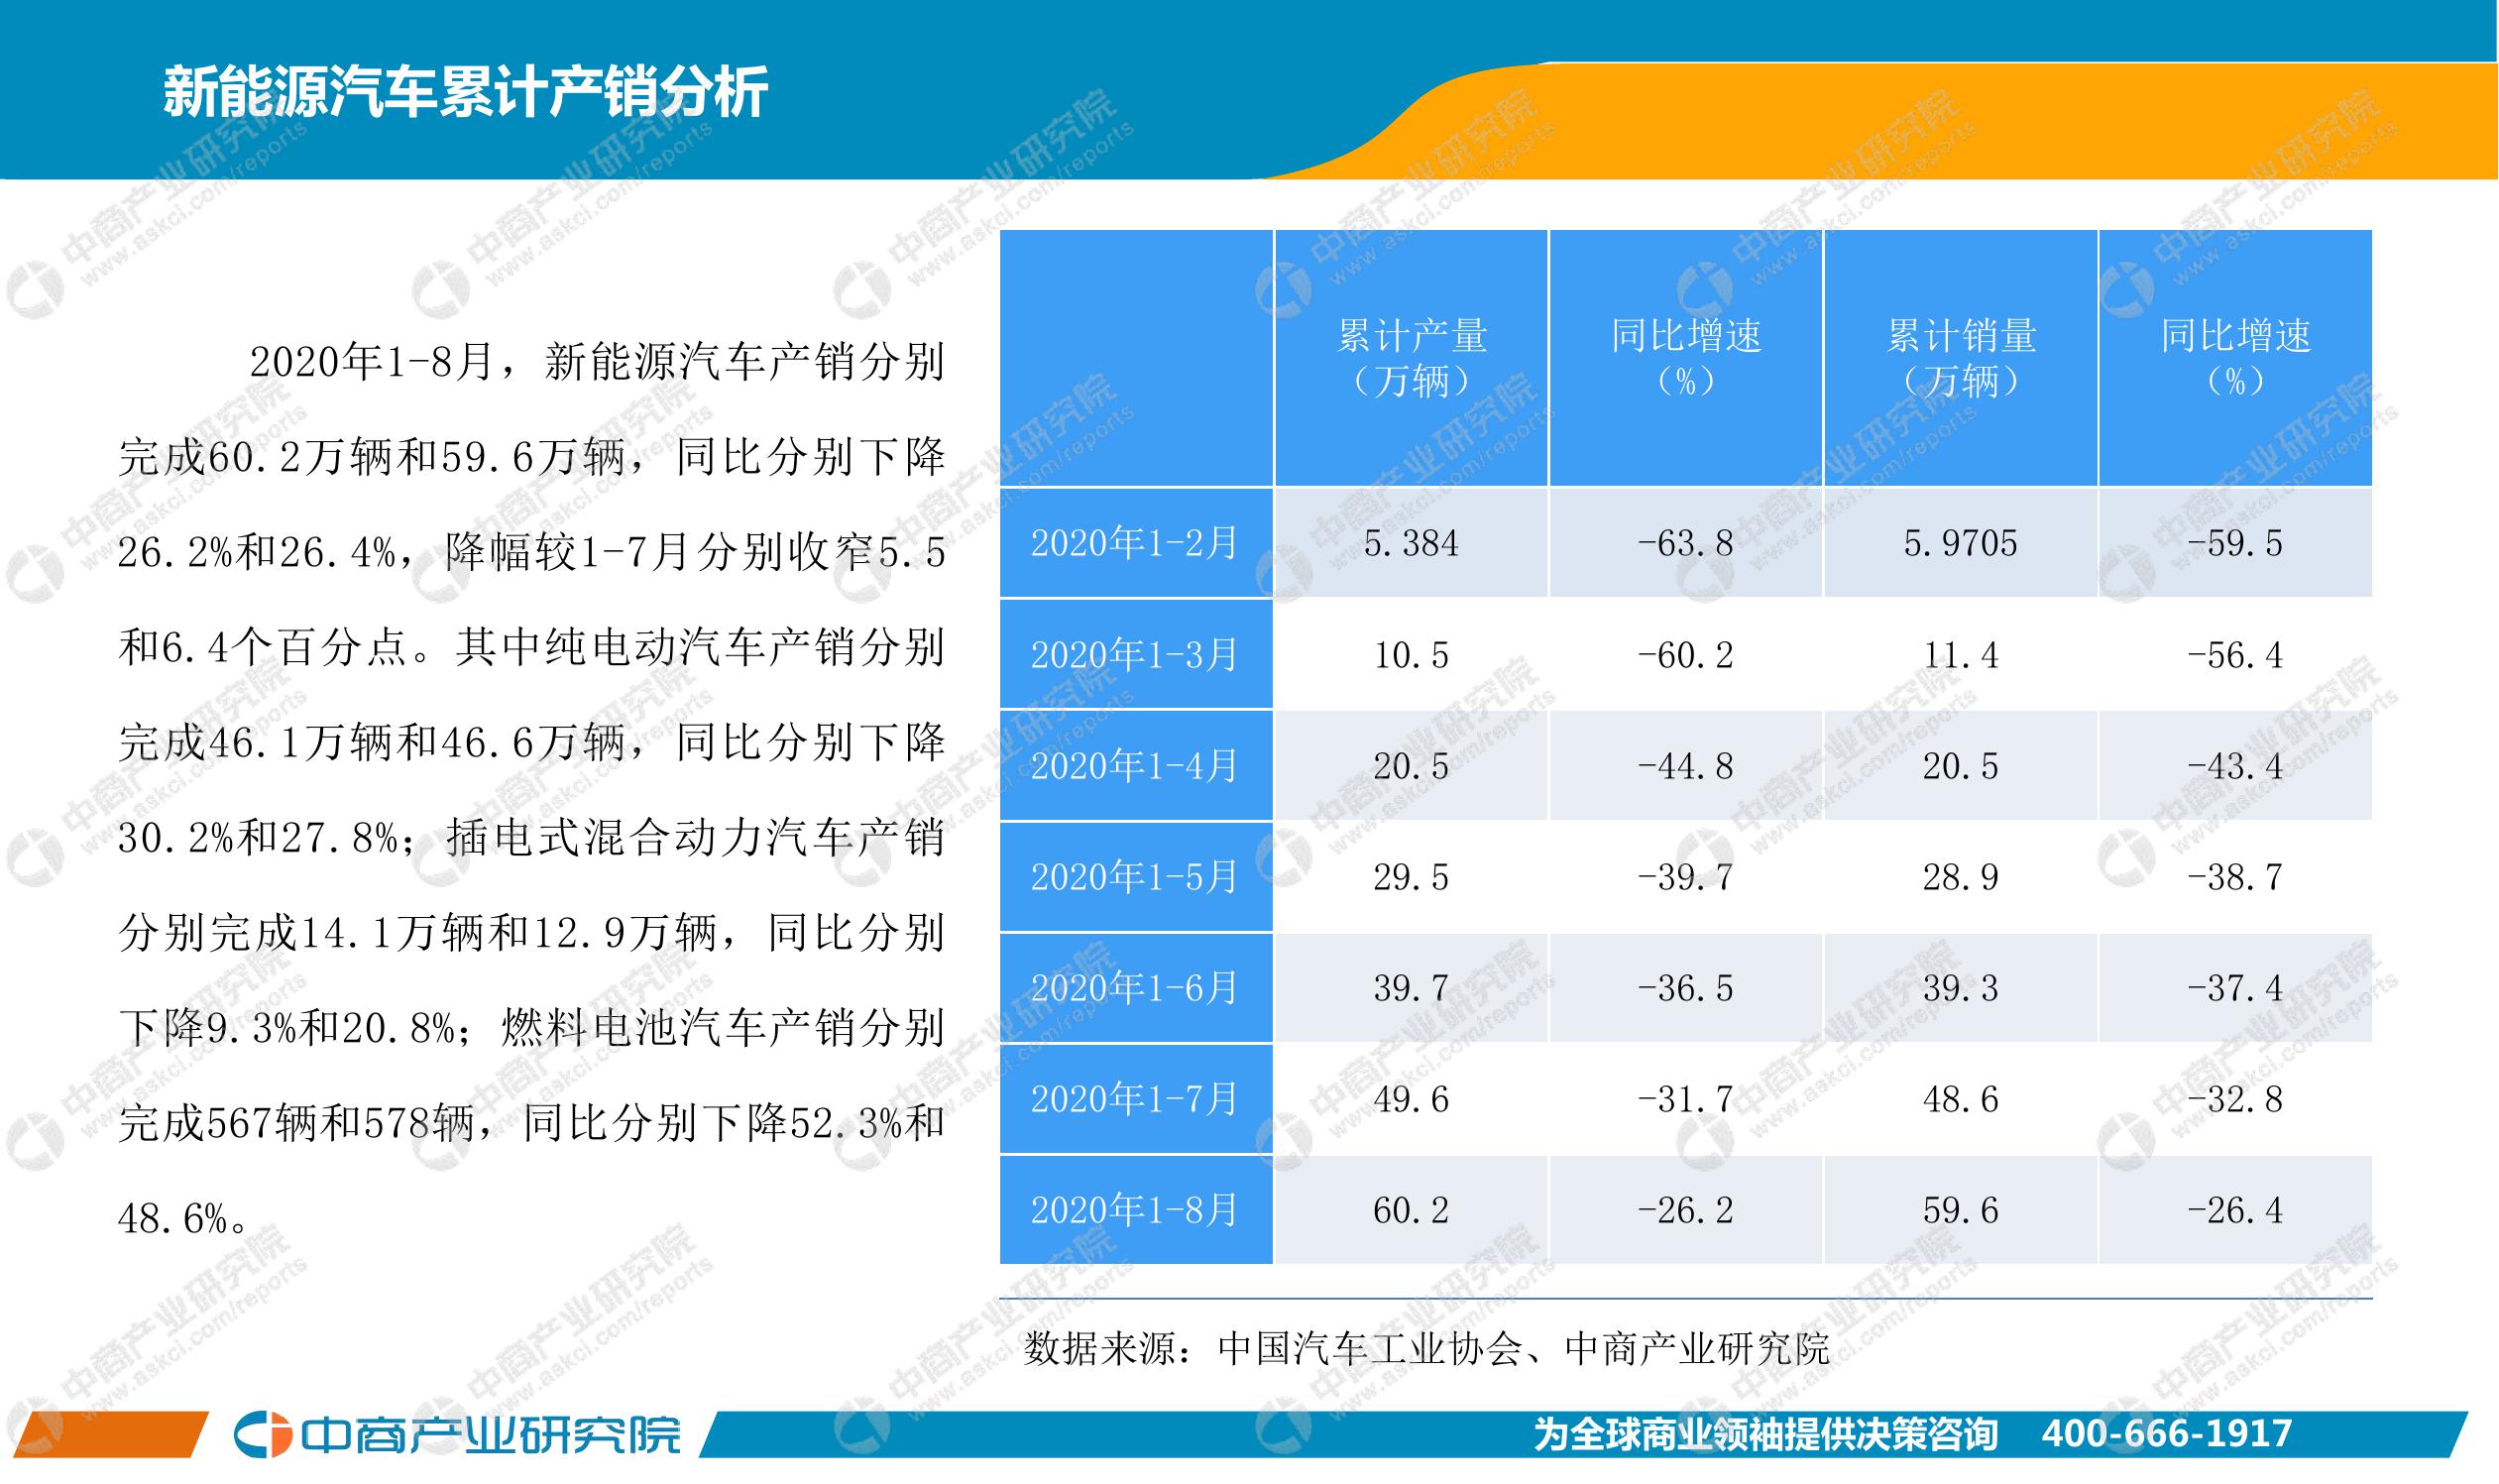 新能源汽车累计产销分析
2020年1-8月，新能源汽车产销分别
完成60.2万辆和59.6万辆，同比分别下降
26.2%和26.4%，降幅较1-7月分别收窄5.5
和6.4个百分点。其中纯电动汽车产销分别
完成46.1万辆和46.6万辆，同比分别下降
30.2%和27.8%；插电式混合动力汽车产销
分别完成14.1万辆和12.9万辆，同比分别
下降9.3%和20.8%；燃料电池汽车产销分别
完成567辆和578辆，同比分别下降52.3%和
48.6%。
累计产量（万辆） 同比增速（%） 累计销量（万辆） 同比增速（%）
2020年1-2月 5.384 -63.8 5.9705 -59.5
2020年1-3月 10.5 -60.2 11.4 -56.4
2020年1-4月 20.5 -44.8 20.5 -43.4
2020年1-5月 29.5 -39.7 28.9 -38.7
2020年1-6月 39.7 -36.5 39.3 -37.4
2020年1-7月 49.6 -31.7 48.6 -32.8
2020年1-8月 60.2 -26.2 59.6 -26.4
数据来源：中国汽车工业协会、中商产业研究院
中商产业研究院
为全球商业领袖提供决策咨询 400-666-1917
中商产业研究院
www.askci.com/reports